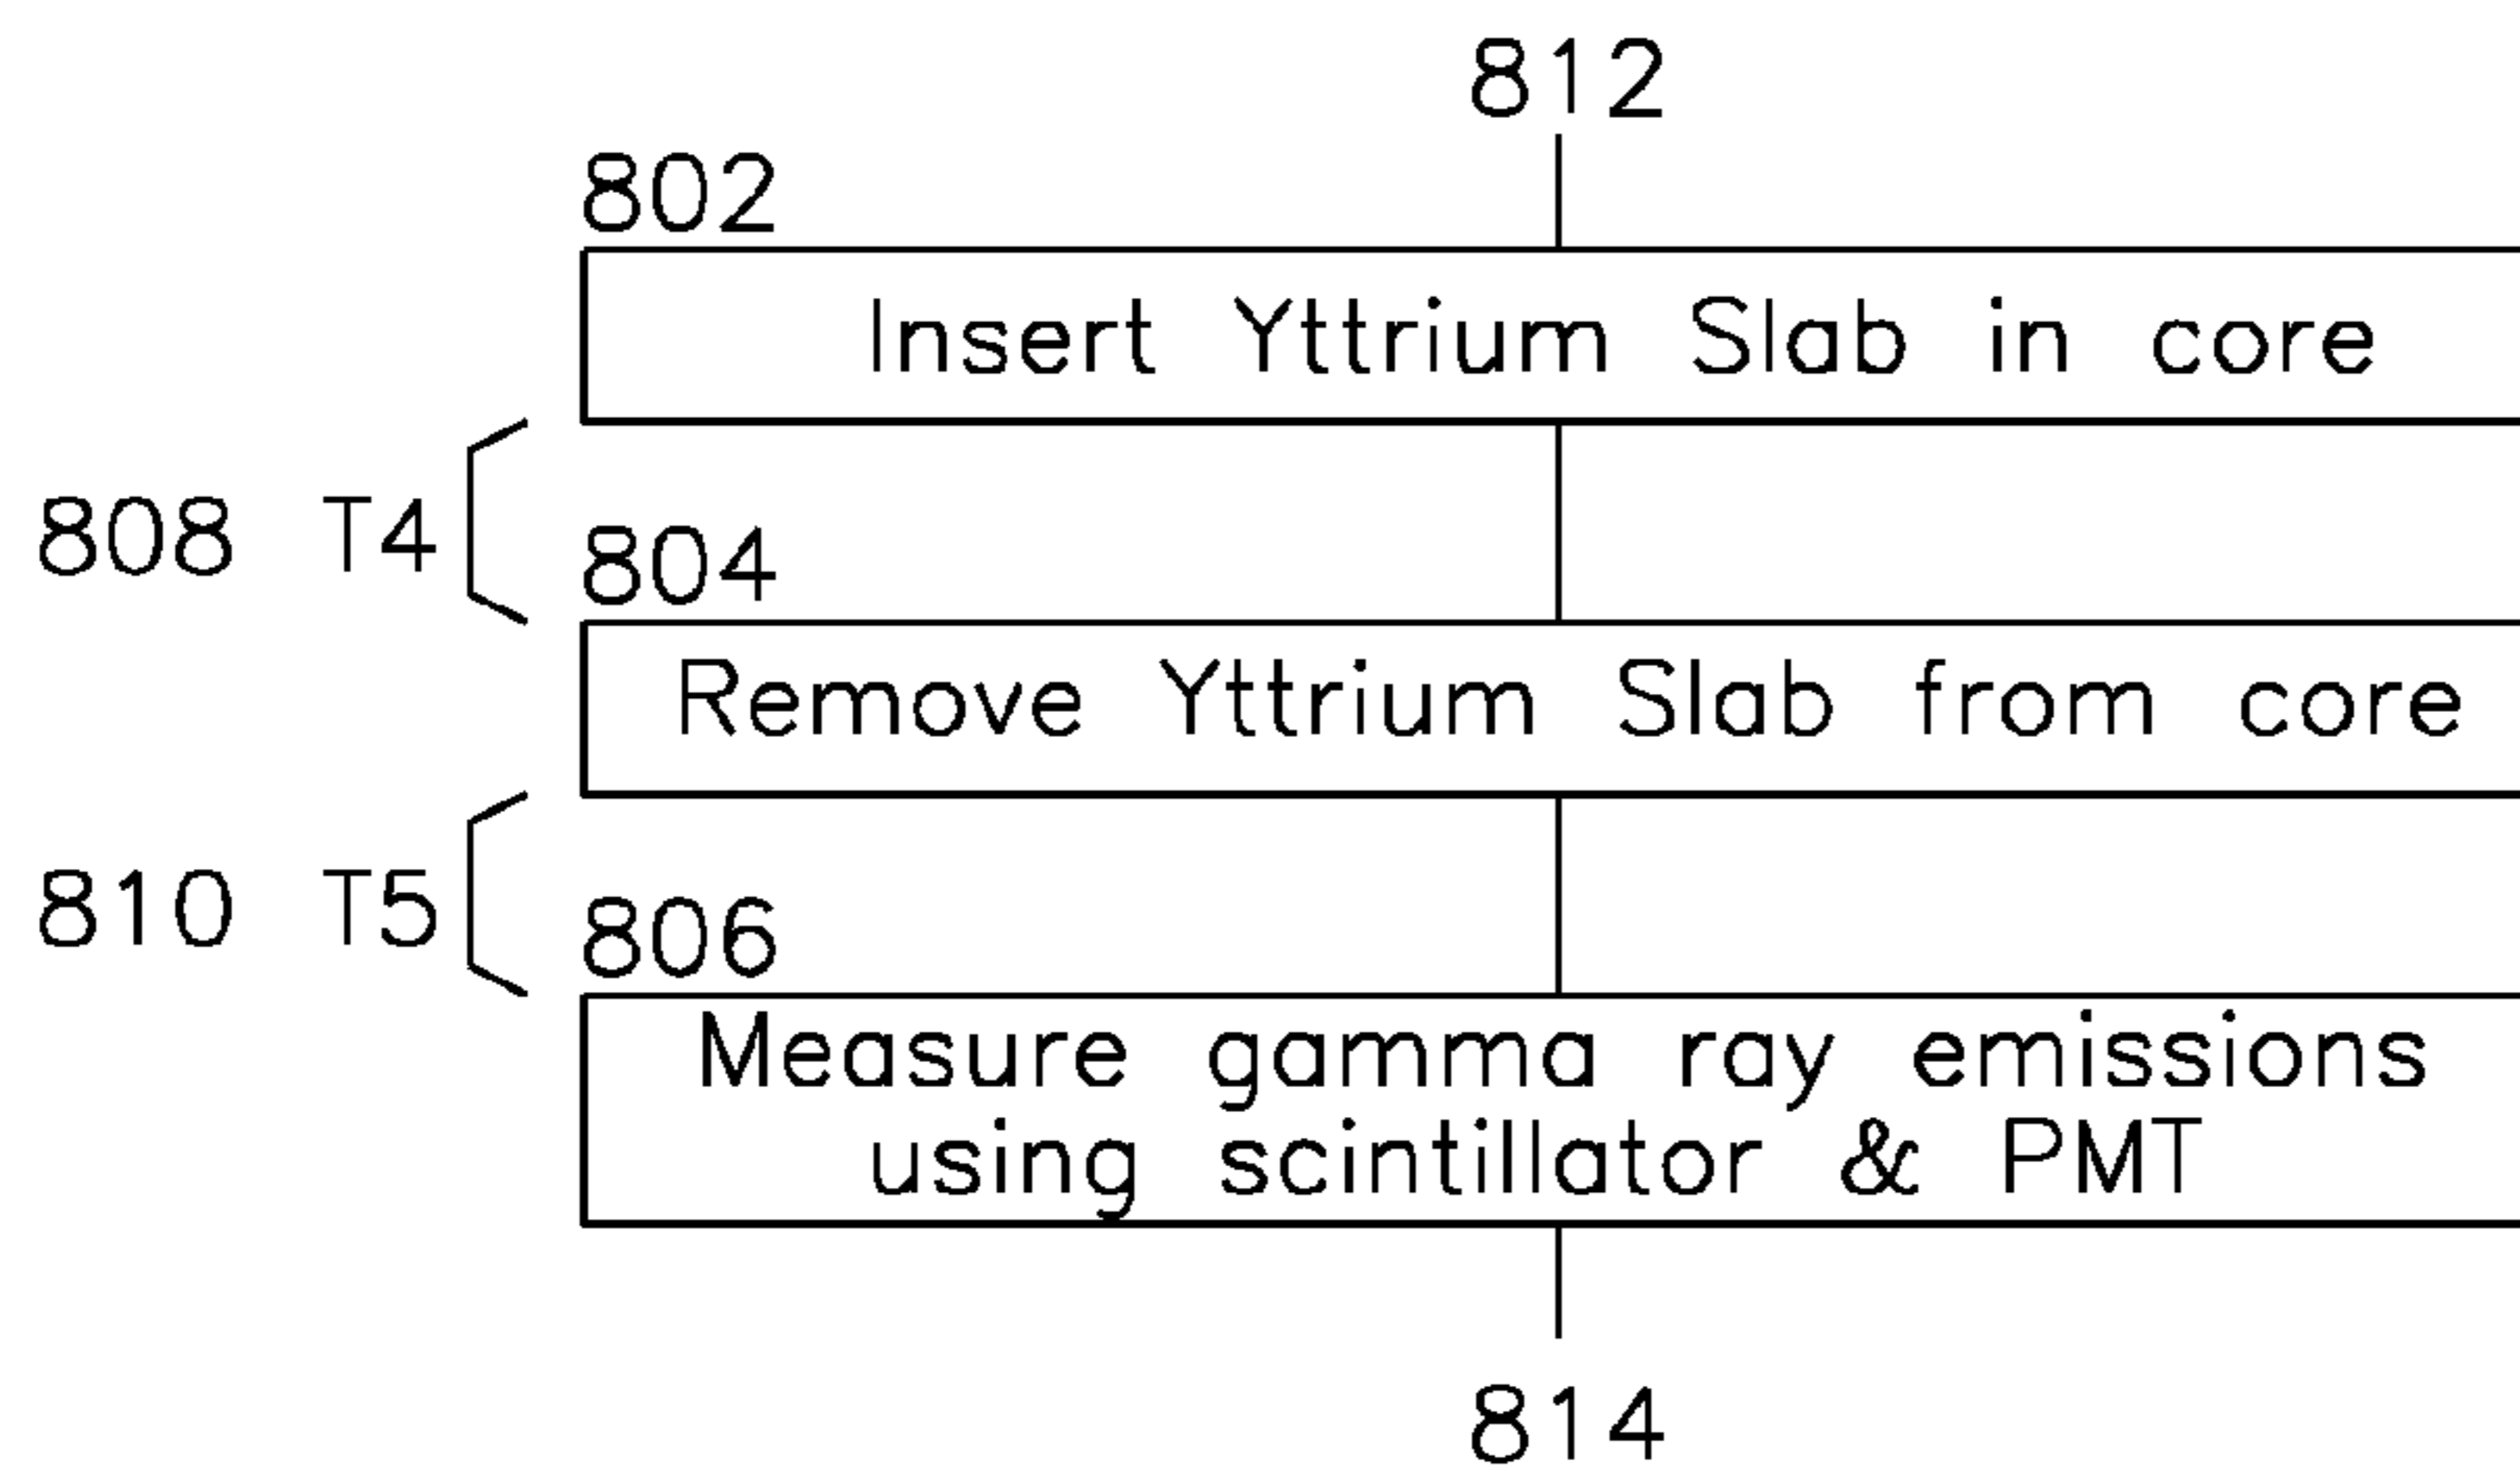 812
802
Insert Yttrium Slab in core
808 T4
804
Remove Yttrium Slab from core
810 T5
806
Measure gamma ray emissions
using scintillator & PMT
814